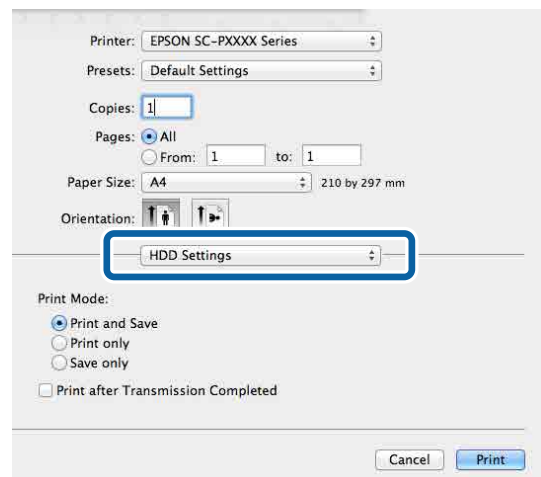 Printer: EPSON SC-PXXXX Series
Presets: Default Settings
Copies: 1
Pages: All
From: 1 to: 1
Paper Size: A4 210 by 297 mm
Orientation:
HDD Settings
Print Mode:
Print and Save
Print only
Save only
Print after Transmission Completed
Cancel Print